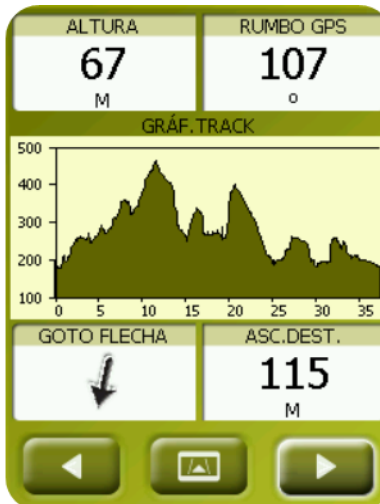 ALTURA
67
M
RUMBO GPS
107
o
GRÁF.TRACK
500
400
300
200
100
0 5 10 15 20 25 30 35
GOTO FLECHA
ASC.DEST.
115
M